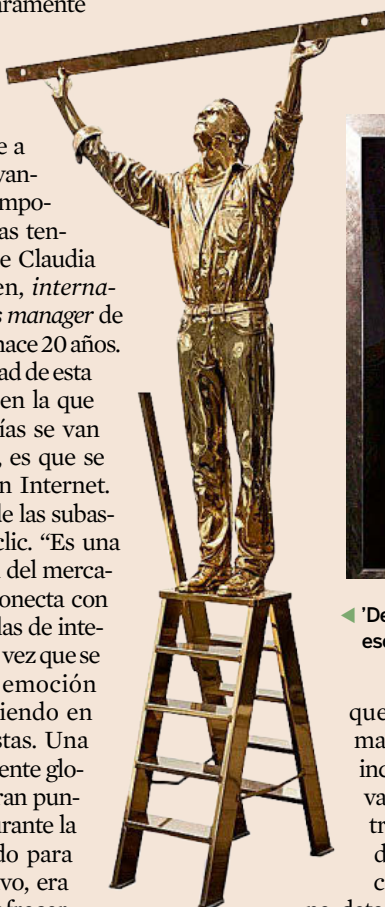 ramente
e a
van-
mpo-
as ten-
e Claudia
en, interna-
s manager de
hace 20 años.
ad de esta
en la que
ías se van
, es que se
n Internet.
le las subas-
clic. “Es una
del merca-
onecta con
las de inte-
vez que se
emoción
iendo en
stas. Una
ente glo-
ran pun-
urante la
do para
vo, era
'De
esc
que
ma
inc
va
tr
d
c